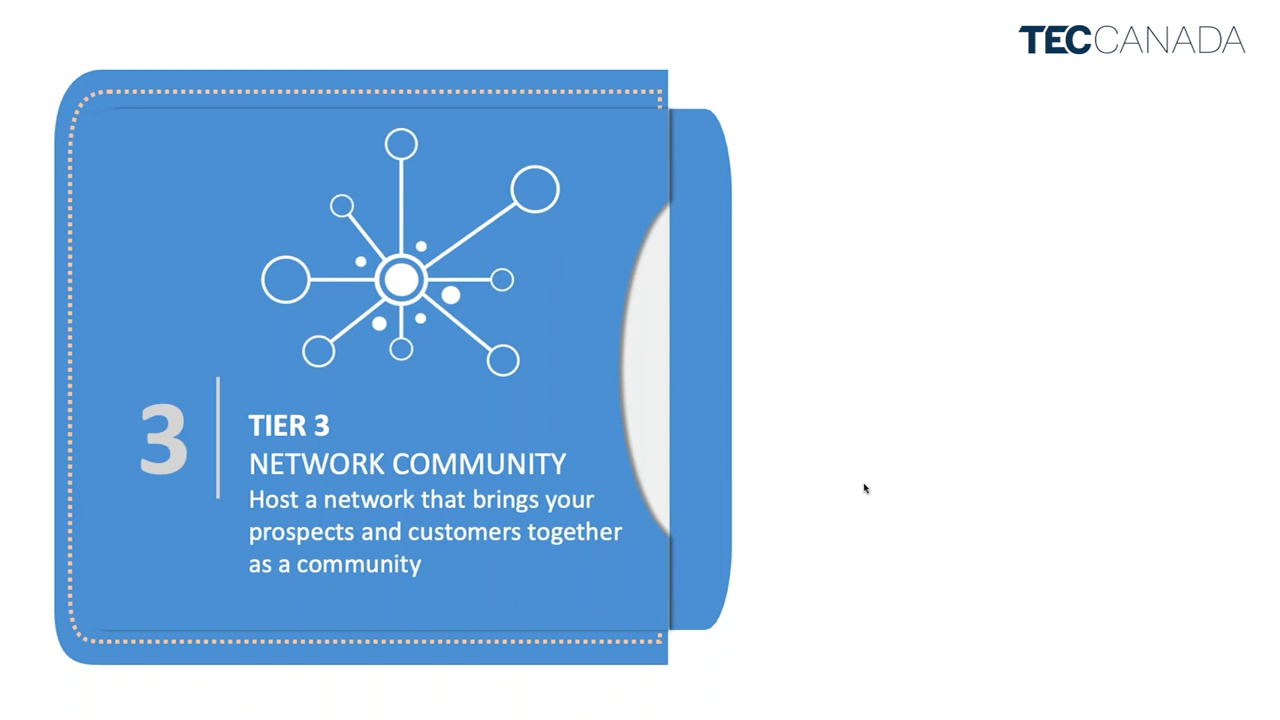 TECCANADA
3
TIER 3
NETWORK COMMUNITY
Host a network that brings your
prospects and customers together
as a community